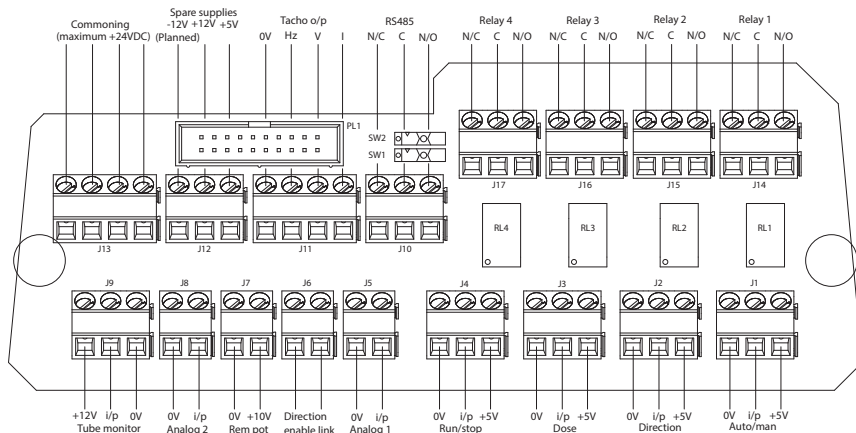 Commoning
(maximum +24VDC)
Spare supplies
-12V +12V +5V
(Planned)
Tacho o/p
0V Hz V I
RS485
N/C C N/O
Relay 4
N/C C N/O
Relay 3
N/C C N/O
Relay 2
N/C C N/O
Relay 1
N/C C N/O
PL1
SW2
SW1
J17 J16 J15 J14
J13 J12 J11 J10
RL4 RL3 RL2 RL1
J9 J8 J7 J6 J5 J4 J3 J2 J1
+12V i/p 0V
Tube monitor
0V i/p
Analog 2
0V +10V
Rem pot
Direction
enable link
0V i/p
Analog 1
0V i/p +5V
Run/stop
0V i/p +5V
Dose
0V i/p +5V
Direction
0V i/p +5V
Auto/man